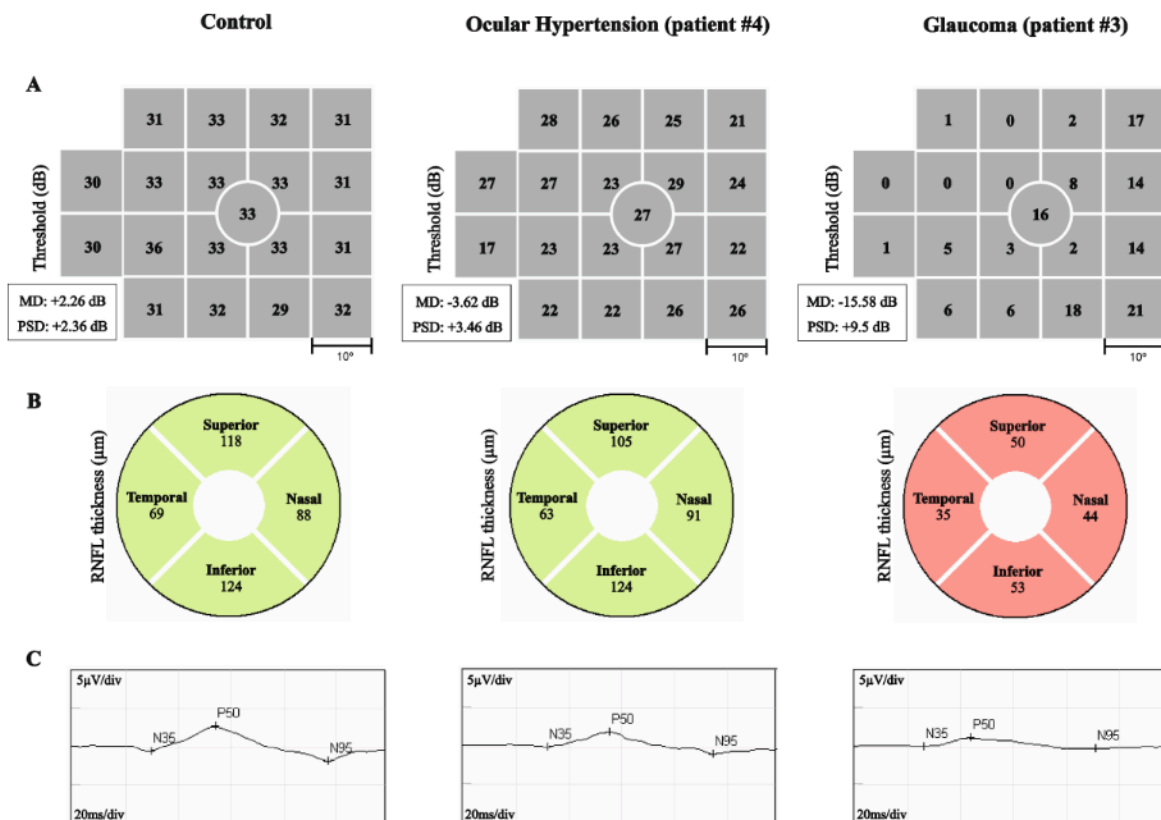 Control
Ocular Hypertension (patient #4)
Glaucoma (patient #3)
A
Threshold (dB)
31 33 32 31
30 33 33 33 31
33
30 36 33 33 31
31 32 29 32
MD: +2.26 dB
PSD: +2.36 dB
10°
Threshold (dB)
28 26 25 21
27 27 23 29 24
27
17 23 23 27 22
22 22 26 26
MD: -3.62 dB
PSD: +3.46 dB
10°
Threshold (dB)
1 0 2 17
0 0 0 8 14
16
1 5 3 2 14
6 6 18 21
MD: -15.58 dB
PSD: +9.5 dB
10°
B
RNFL thickness (µm)
Superior
118
Temporal
69
Nasal
88
Inferior
124
RNFL thickness (µm)
Superior
105
Temporal
63
Nasal
91
Inferior
124
RNFL thickness (µm)
Superior
50
Temporal
35
Nasal
44
Inferior
53
C
5µV/div
N35
P50
N95
20ms/div
5µV/div
N35
P50
N95
20ms/div
5µV/div
N35
P50
N95
20ms/div